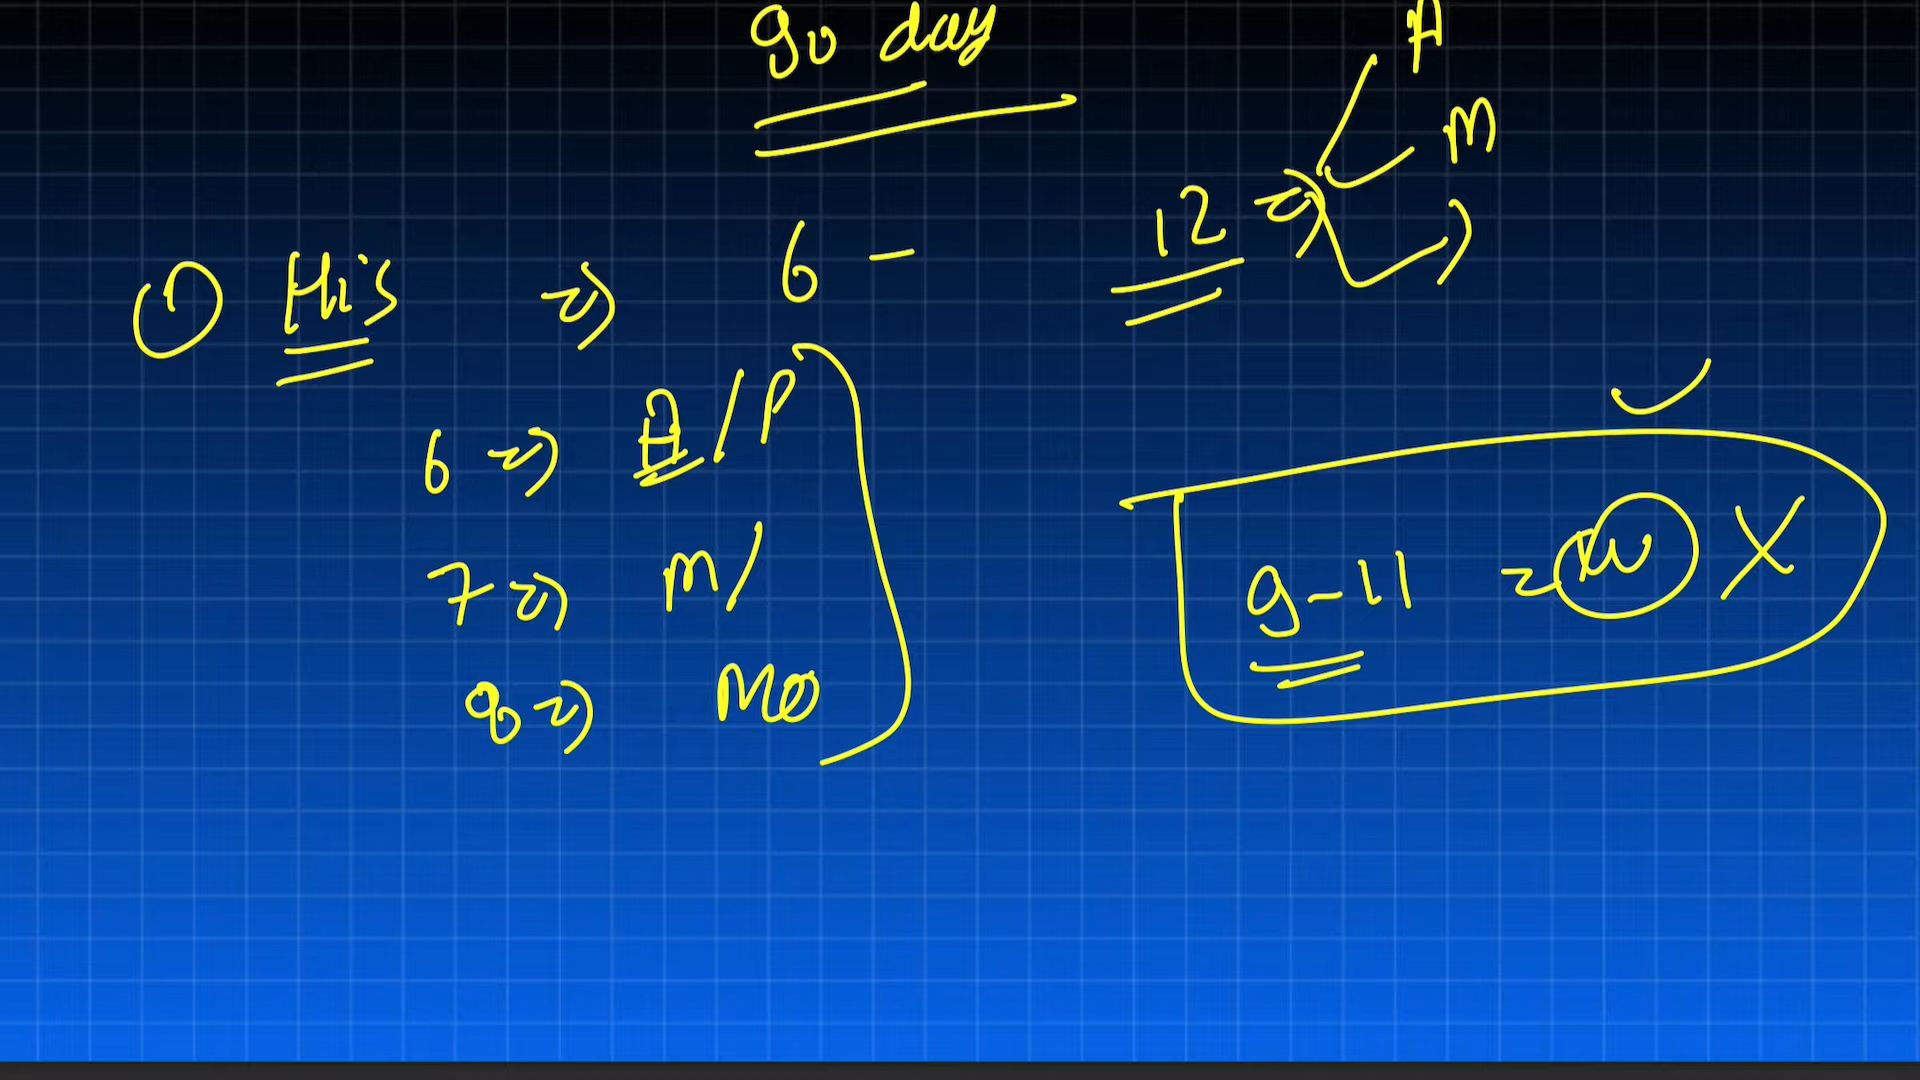 90 day
A
M
12 ⇒
① His ⇒ 6 -
6 ⇒ A/P
7 ⇒ M/
8 ⇒ MO
9-11 = W X